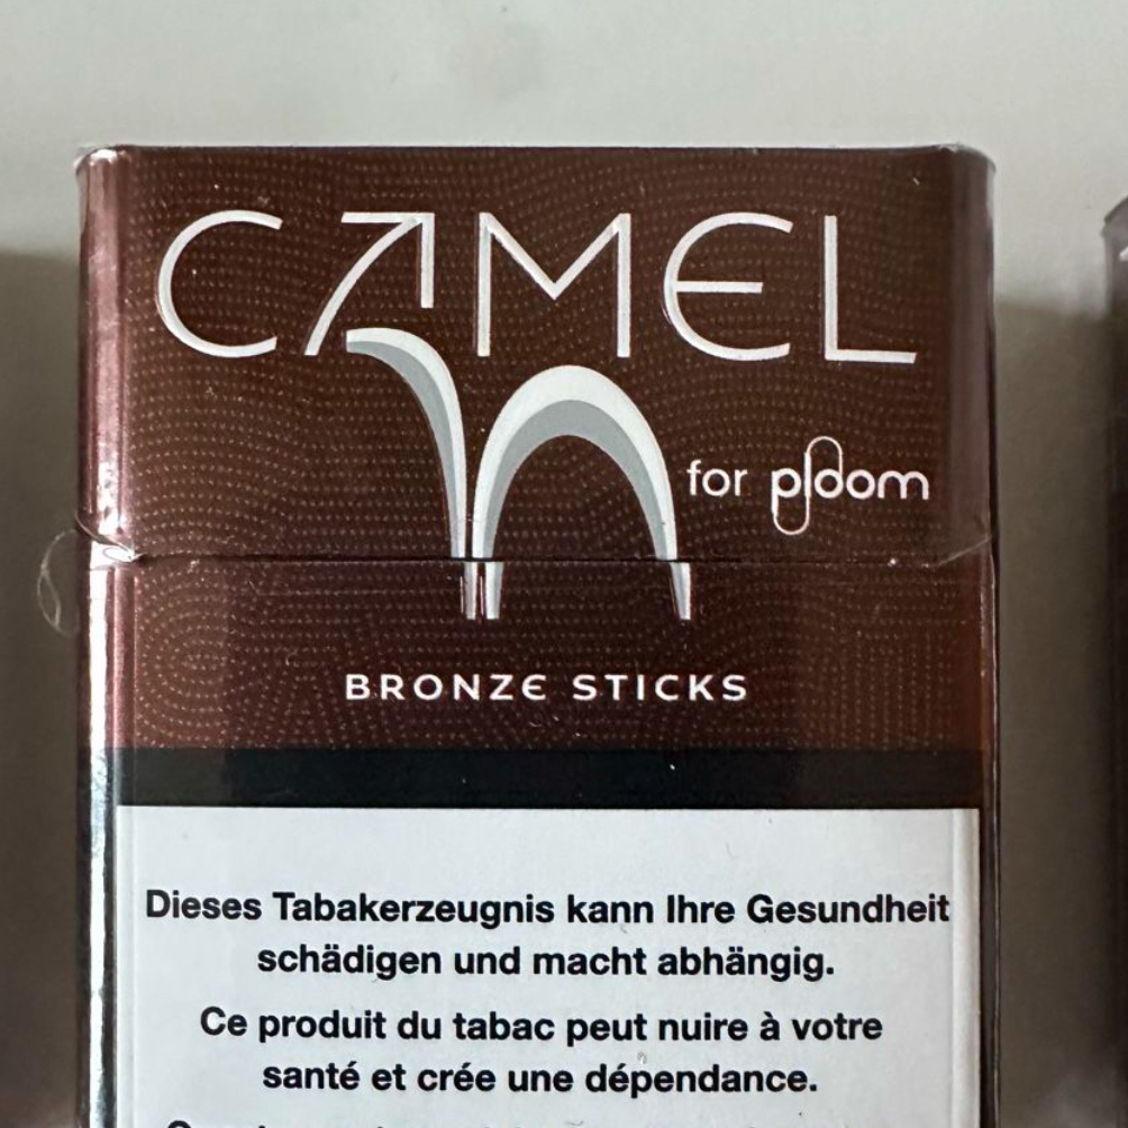 CAMEL
for ploom
BRONZE STICKS
Dieses Tabakerzeugnis kann Ihre Gesundheit
schädigen und macht abhängig.
Ce produit du tabac peut nuire à votre
santé et crée une dépendance.